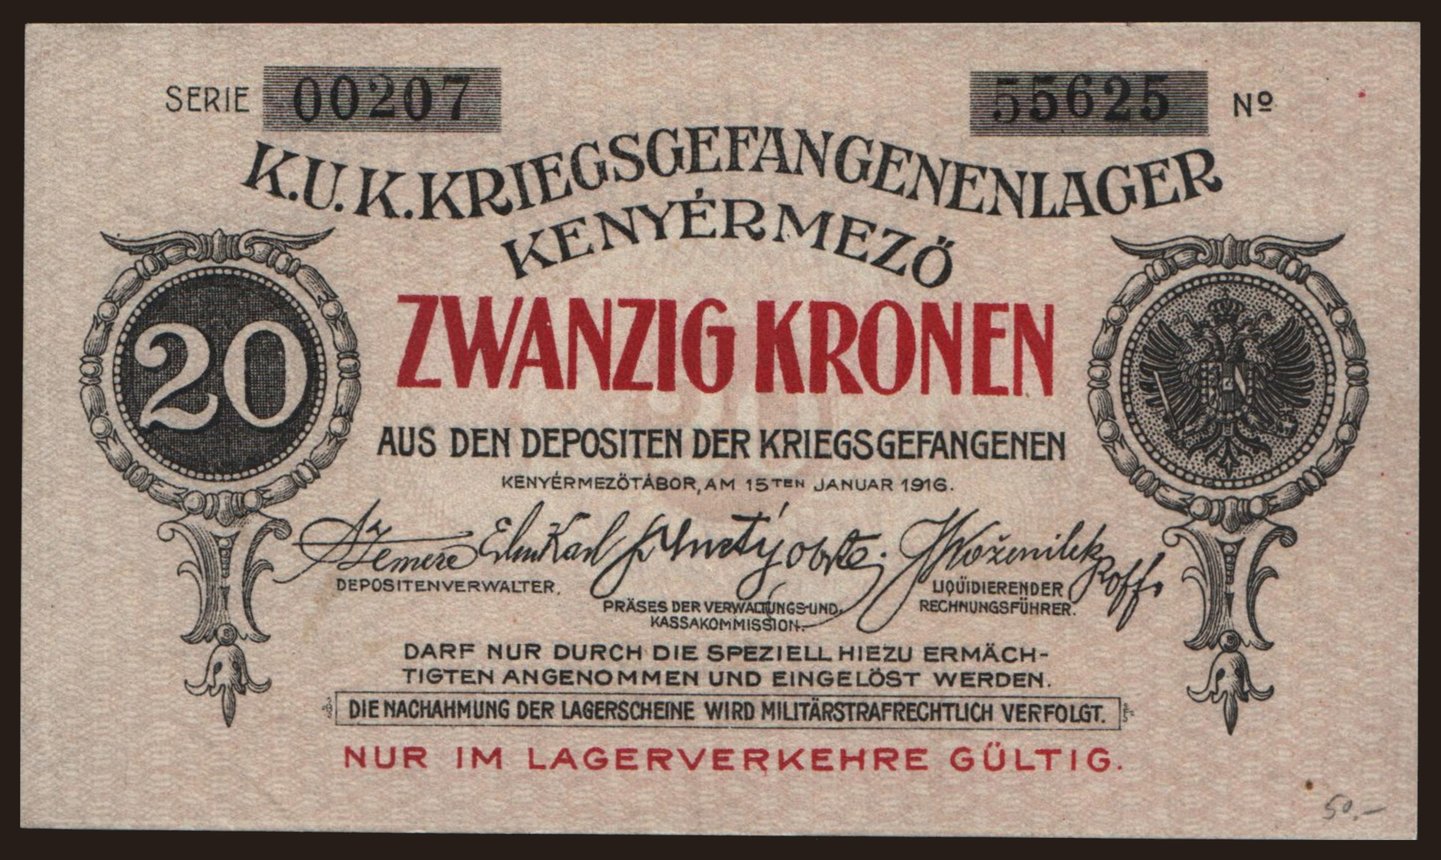 SERIE 00207 55625 Nº
K.U.K. KRIEGSGEFANGENENLAGER
KENYÉRMEZŐ
20
ZWANZIG KRONEN
AUS DEN DEPOSITEN DER KRIEGSGEFANGENEN
KENYÉRMEZŐTÁBOR, AM 15TEN JANUAR 1916.
DEPOSITENVERWALTER.
PRÄSES DER VERWALTUNGS-UND
KASSAKOMMISSION.
LIQÜIDIERENDER
RECHNUNGSFÜHRER.
DARF NUR DURCH DIE SPEZIELL HIEZU ERMÄCH-
TIGTEN ANGENOMMEN UND EINGELÖST WERDEN.
DIE NACHAHMUNG DER LAGERSCHEINE WIRD MILITÄRSTRAFRECHTLICH VERFOLGT.
NUR IM LAGERVERKEHRE GÜLTIG.
50.-